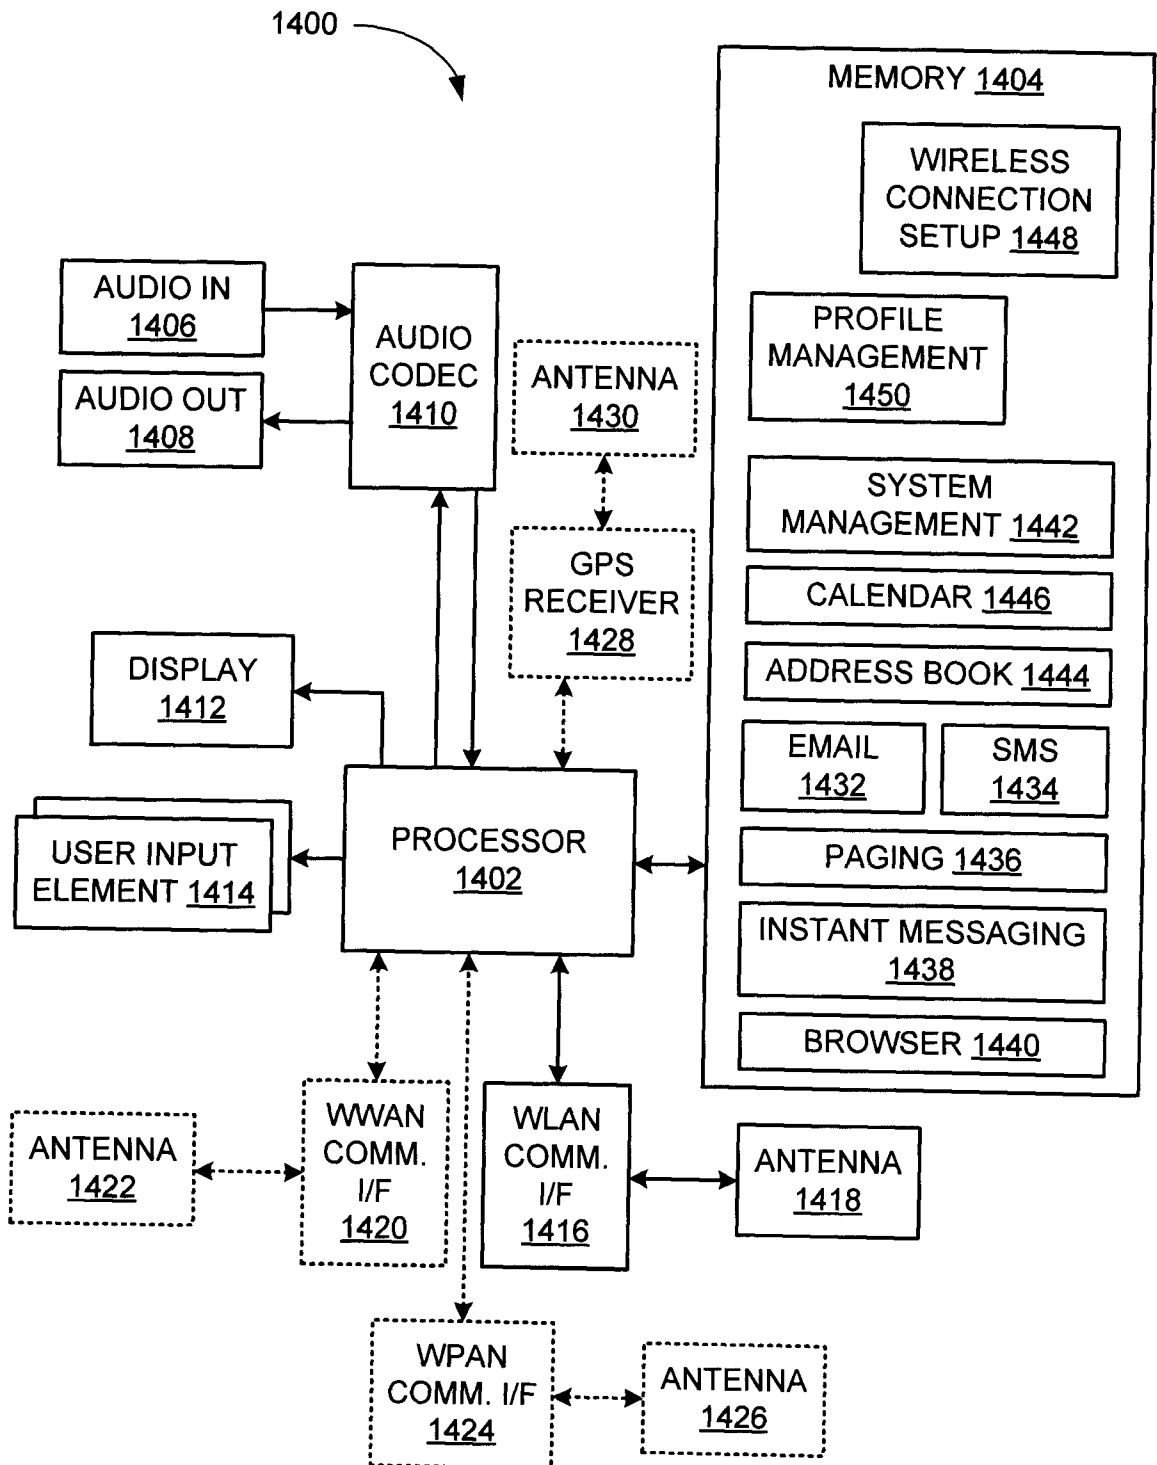 1400
MEMORY 1404
WIRELESS
CONNECTION
SETUP 1448
PROFILE
MANAGEMENT
1450
SYSTEM
MANAGEMENT 1442
CALENDAR 1446
ADDRESS BOOK 1444
EMAIL
1432
SMS
1434
PAGING 1436
INSTANT MESSAGING
1438
BROWSER 1440
AUDIO IN
1406
AUDIO OUT
1408
AUDIO
CODEC
1410
ANTENNA
1430
GPS
RECEIVER
1428
DISPLAY
1412
USER INPUT
ELEMENT 1414
PROCESSOR
1402
ANTENNA
1422
WWAN
COMM.
I/F
1420
WLAN
COMM.
I/F
1416
ANTENNA
1418
WPAN
COMM. I/F
1424
ANTENNA
1426